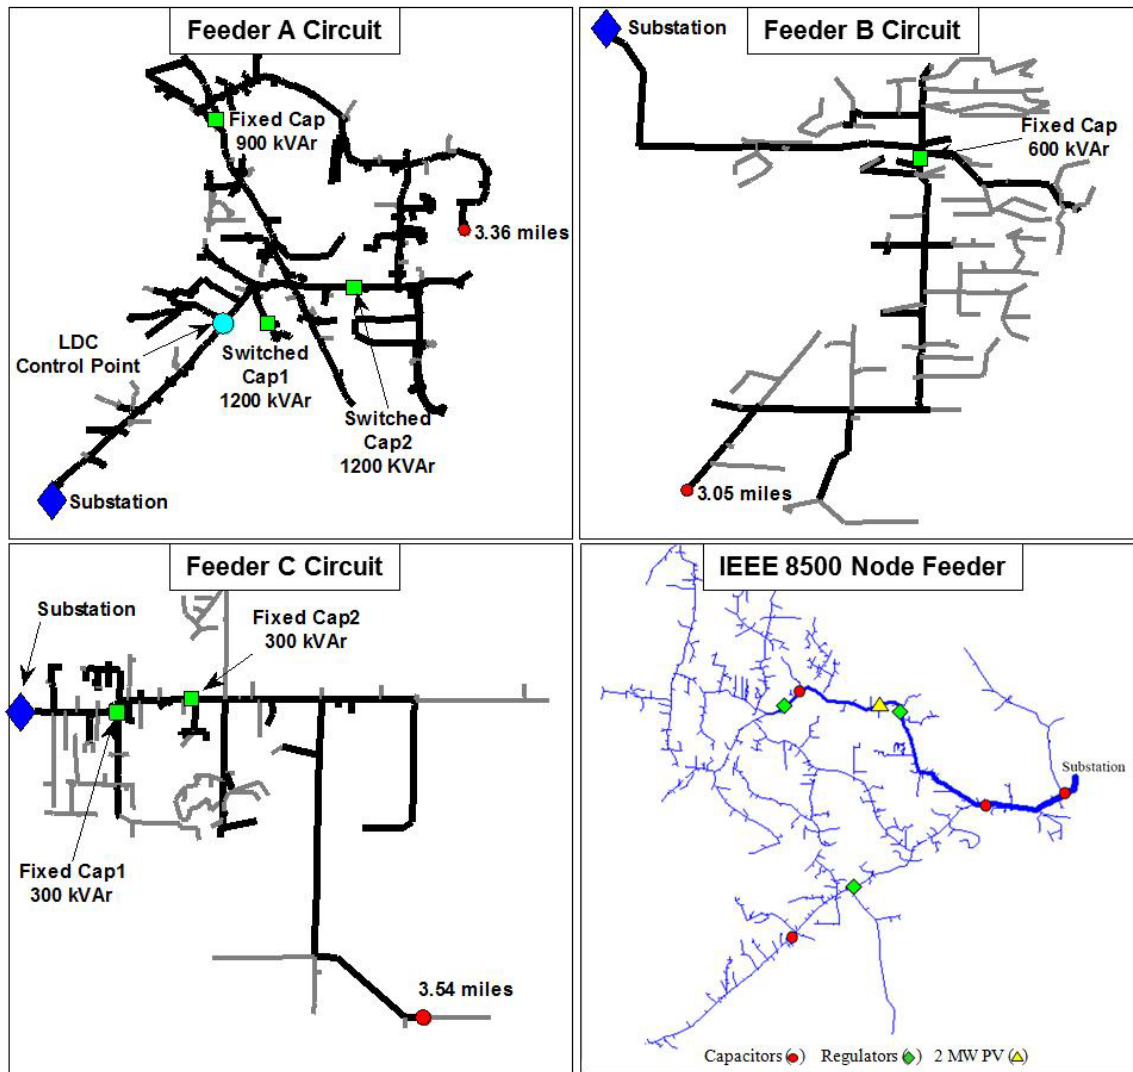 Feeder A Circuit
Fixed Cap
900 kVAr
3.36 miles
LDC
Control Point
Switched
Cap1
1200 kVAr
Switched
Cap2
1200 KVAr
Substation
Feeder B Circuit
Substation
Fixed Cap
600 kVAr
3.05 miles
Feeder C Circuit
Substation
Fixed Cap2
300 kVAr
Fixed Cap1
300 kVAr
3.54 miles
IEEE 8500 Node Feeder
Substation
Capacitors ( ) Regulators ( ) 2 MW PV ( )